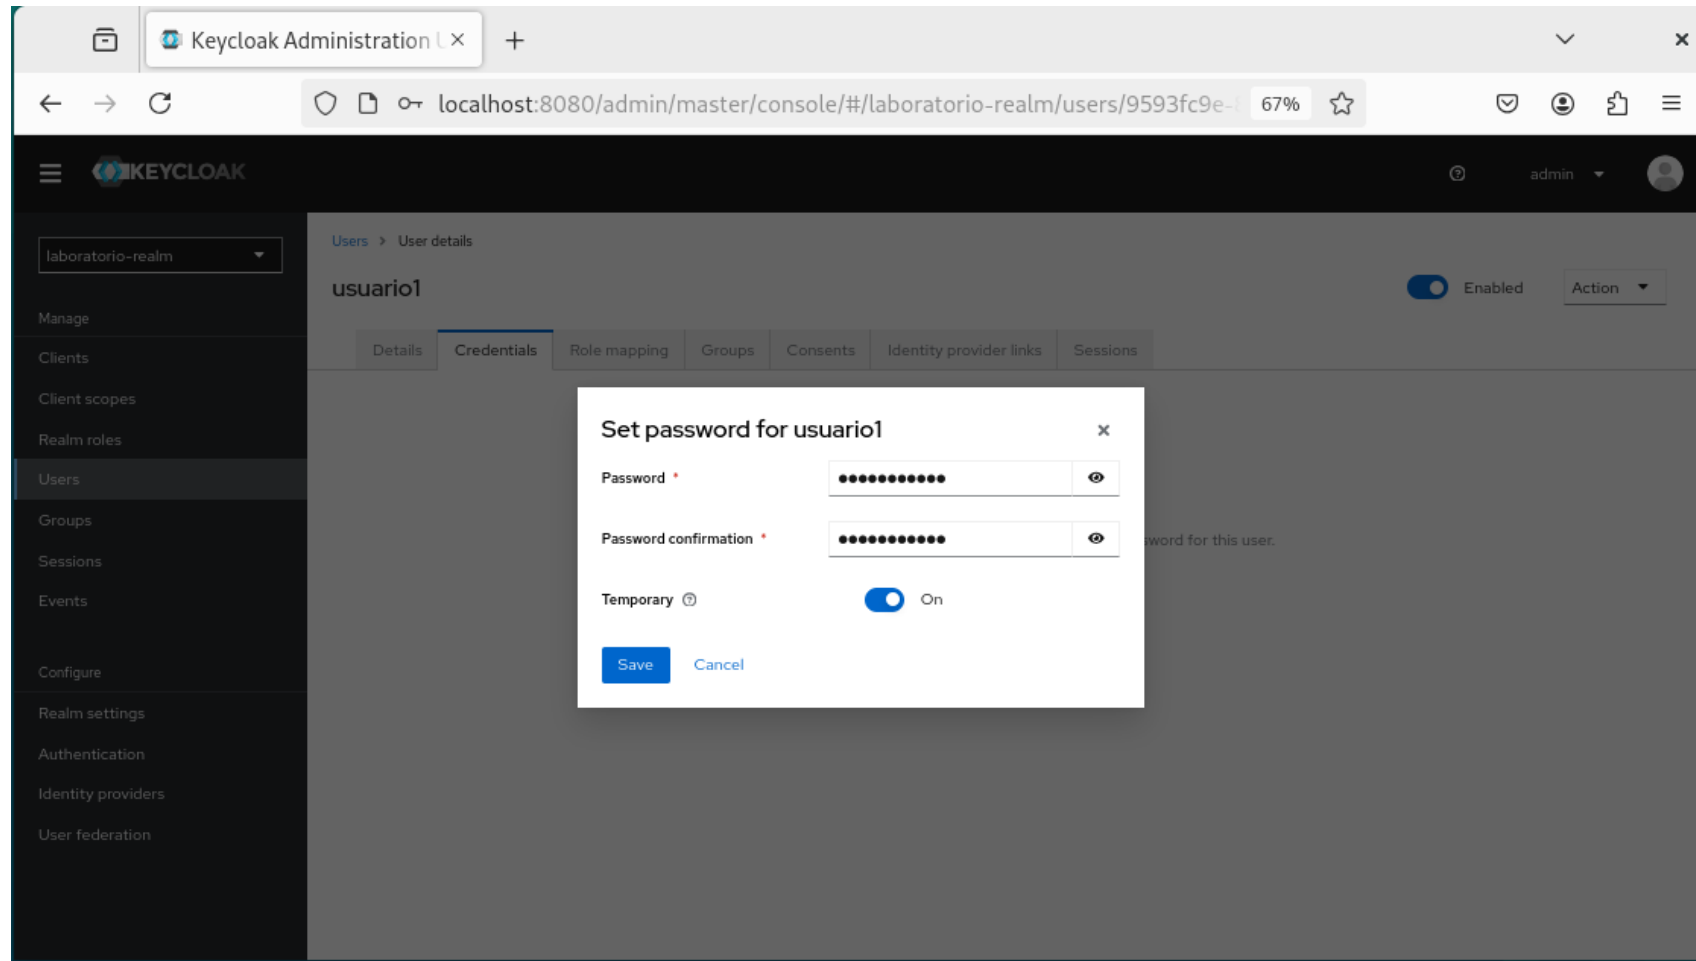 Keycloak Administration U
localhost:8080/admin/master/console/#/laboratorio-realm/users/9593fc9e-
67%
KEYCLOAK
admin
laboratorio-realm
Users > User details
usuario1
Enabled
Action
Manage
Clients
Client scopes
Realm roles
Users
Groups
Sessions
Events
Configure
Realm settings
Authentication
Identity providers
User federation
Details Credentials Role mapping Groups Consents Identity provider links Sessions
Set password for usuario1
Password *
Password confirmation *
sword for this user.
Temporary
On
Save Cancel